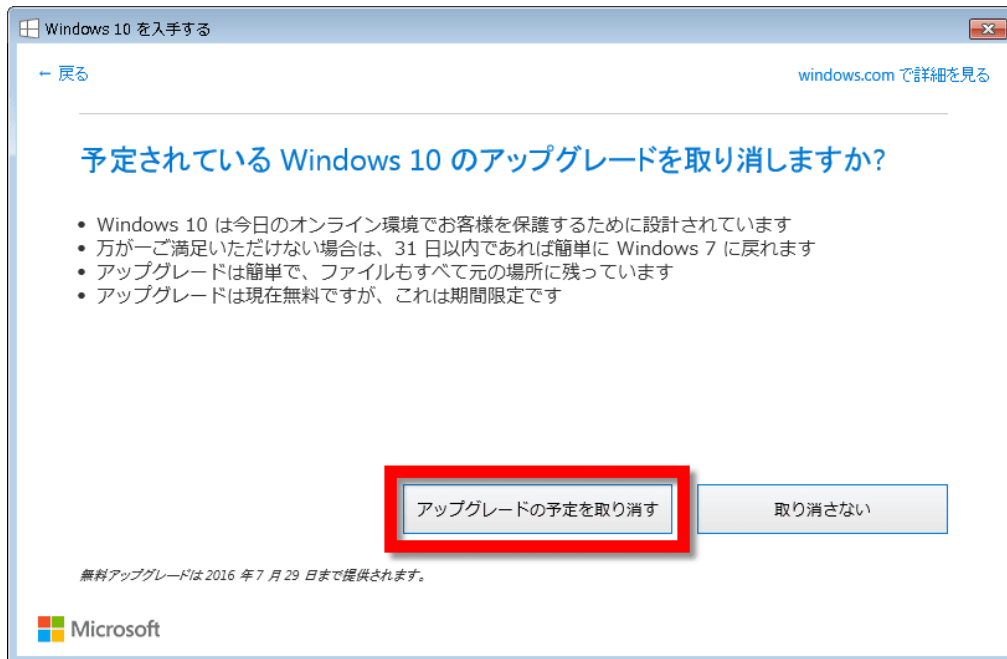 Windows 10 を入手する
← 戻る
windows.com で詳細を見る
予定されている Windows 10 のアップグレードを取り消しますか?
• Windows 10 は今日のオンライン環境でお客様を保護するために設計されています
• 万が一ご満足いただけない場合は、31 日以内であれば簡単に Windows 7 に戻れます
• アップグレードは簡単で、ファイルもすべて元の場所に残っています
• アップグレードは現在無料ですが、これは期間限定です
アップグレードの予定を取り消す
取り消さない
無料アップグレードは 2016 年 7 月 29 日まで提供されます。
Microsoft